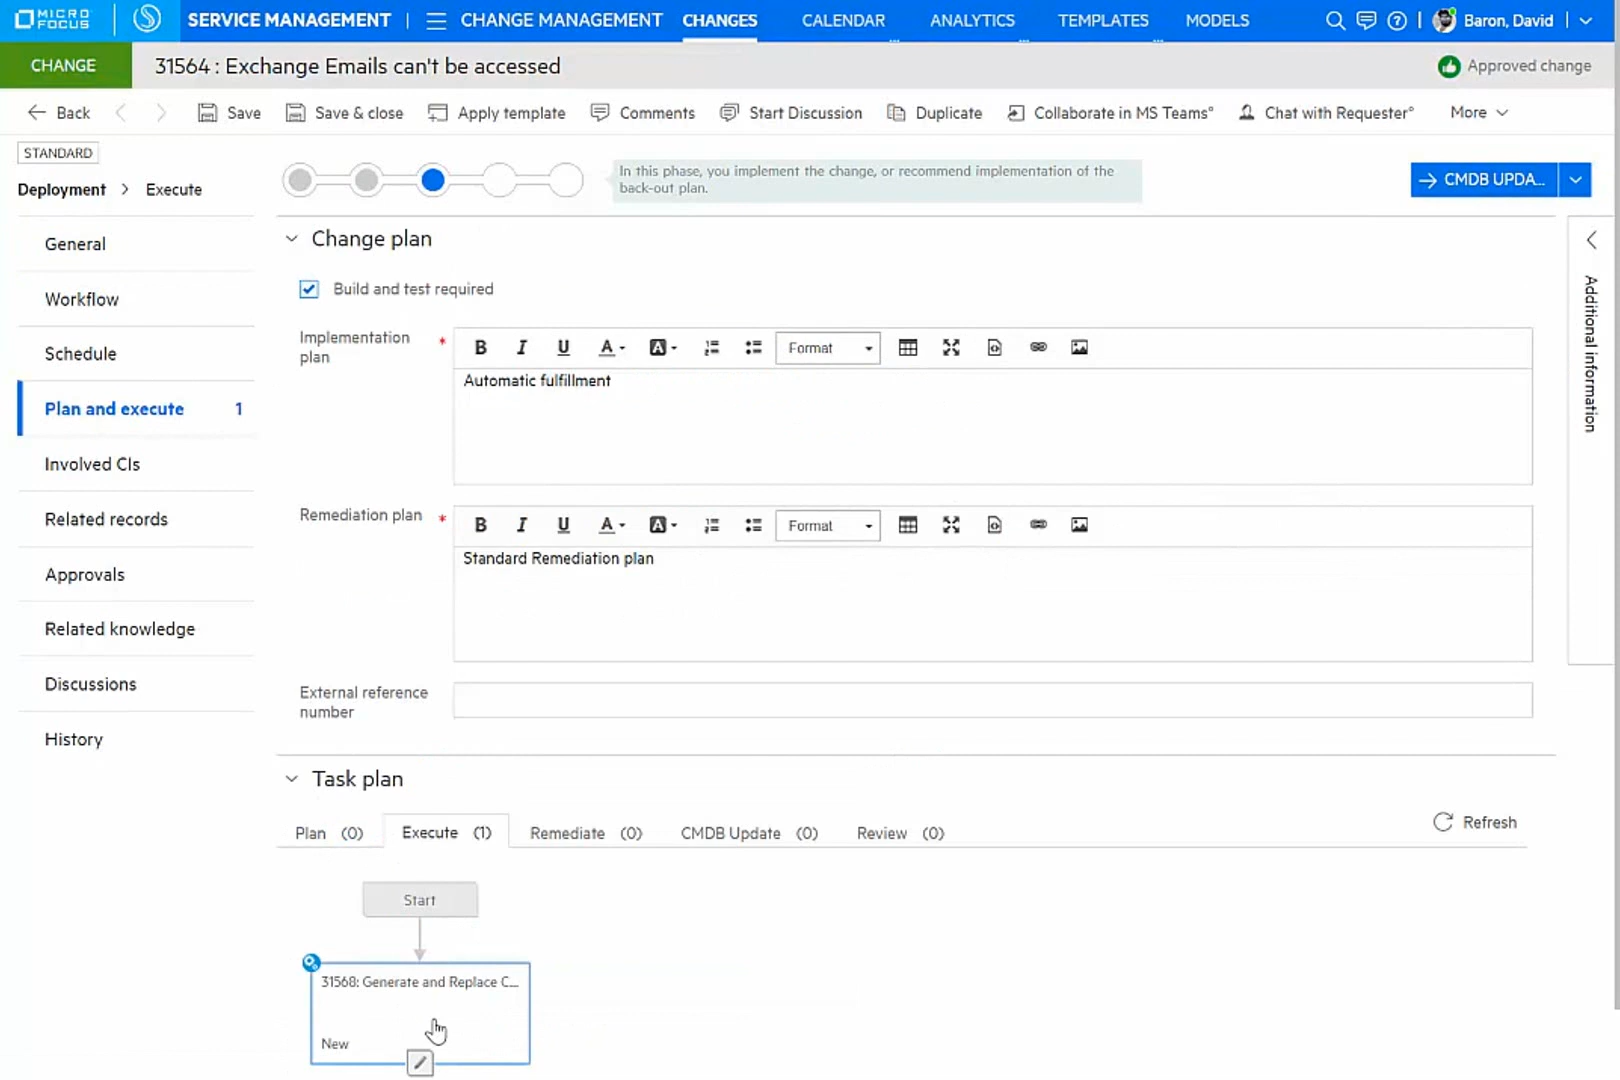 MICRO
FOCUS
SERVICE MANAGEMENT
CHANGE MANAGEMENT
CHANGES
CALENDAR
ANALYTICS
TEMPLATES
MODELS
Baron, David
CHANGE
31564 : Exchange Emails can't be accessed
Approved change
Back
Save
Save & close
Apply template
Comments
Start Discussion
Duplicate
Collaborate in MS Teams°
Chat with Requester°
More
STANDARD
Deployment > Execute
In this phase, you implement the change, or recommend implementation of the
back-out plan.
CMDB UPDA...
General
Workflow
Schedule
Plan and execute 1
Involved CIs
Related records
Approvals
Related knowledge
Discussions
History
Change plan
Build and test required
Implementation
plan *
B I U A A Format
Automatic fulfillment
Remediation plan *
B I U A A Format
Standard Remediation plan
External reference
number
Additional information
Task plan
Plan (0)
Execute (1)
Remediate (0)
CMDB Update (0)
Review (0)
Refresh
Start
31568: Generate and Replace C...
New